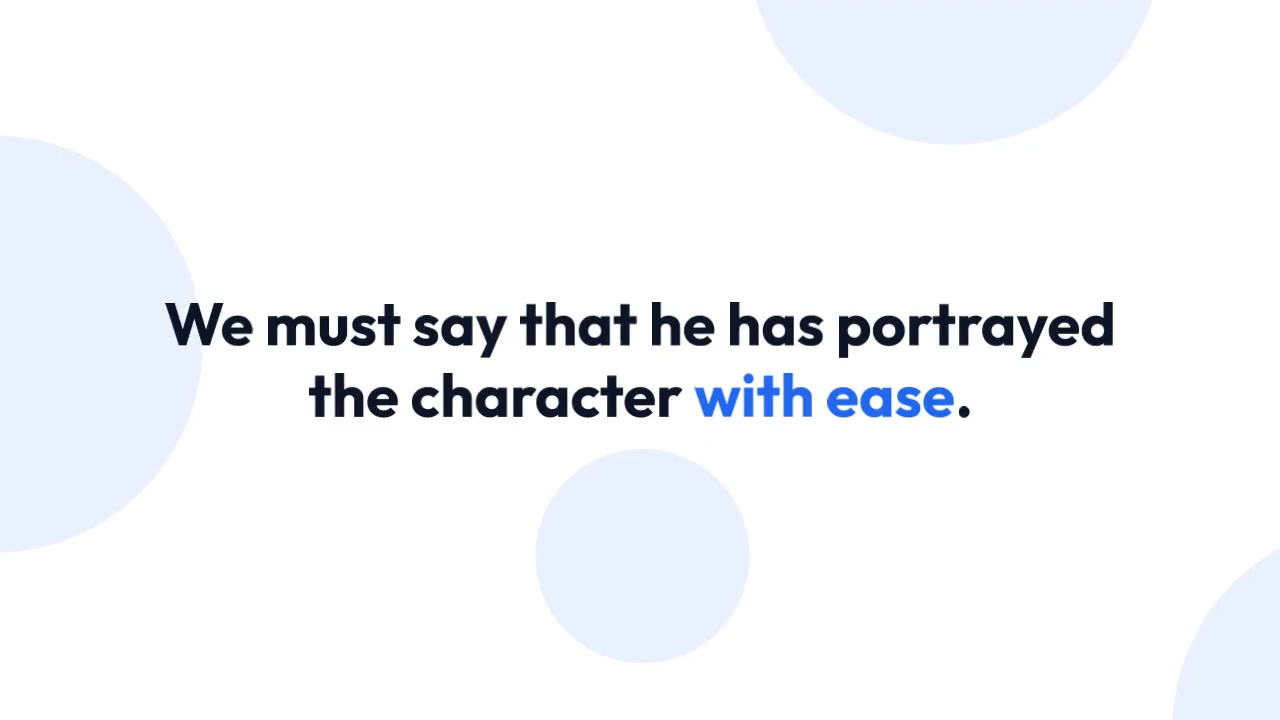 We must say that he has portrayed
the character with ease.